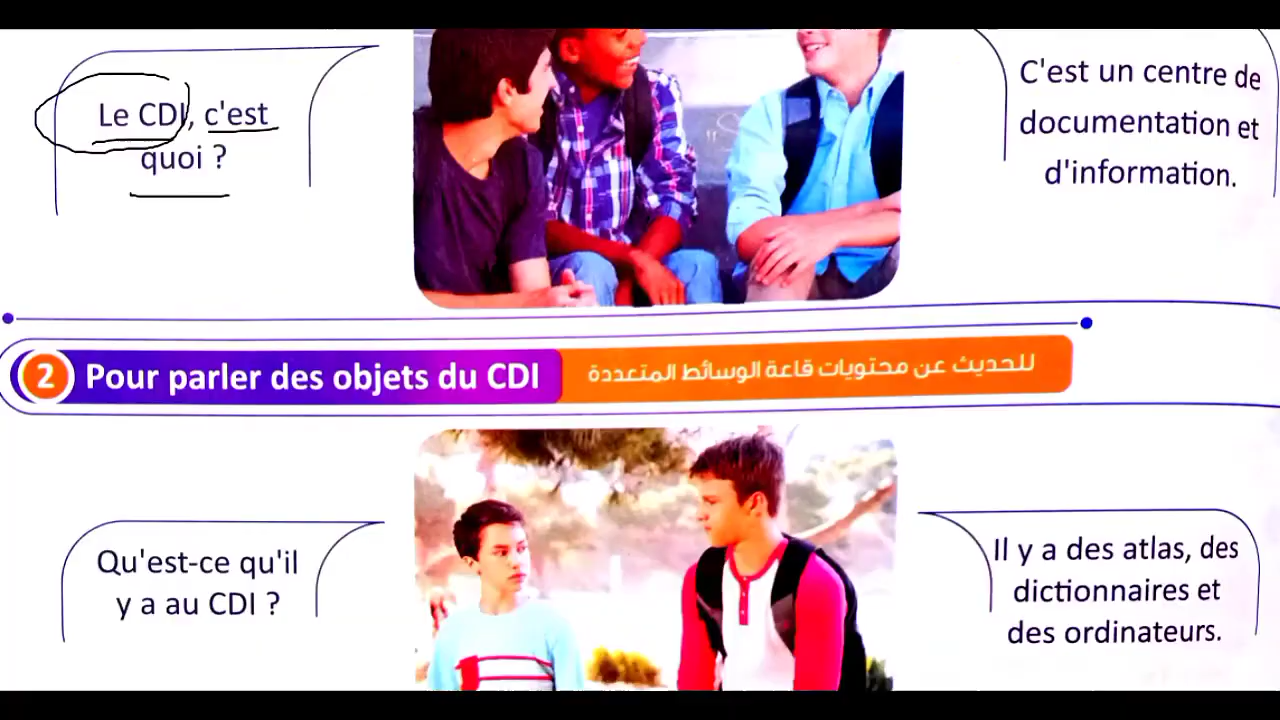 Le CDI, c'est
quoi ?
C'est un centre de
documentation et
d'information.
2 Pour parler des objets du CDI للحديث عن محتويات قاعة الوسائط المتعددة
Qu'est-ce qu'il
y a au CDI ?
Il y a des atlas, des
dictionnaires et
des ordinateurs.